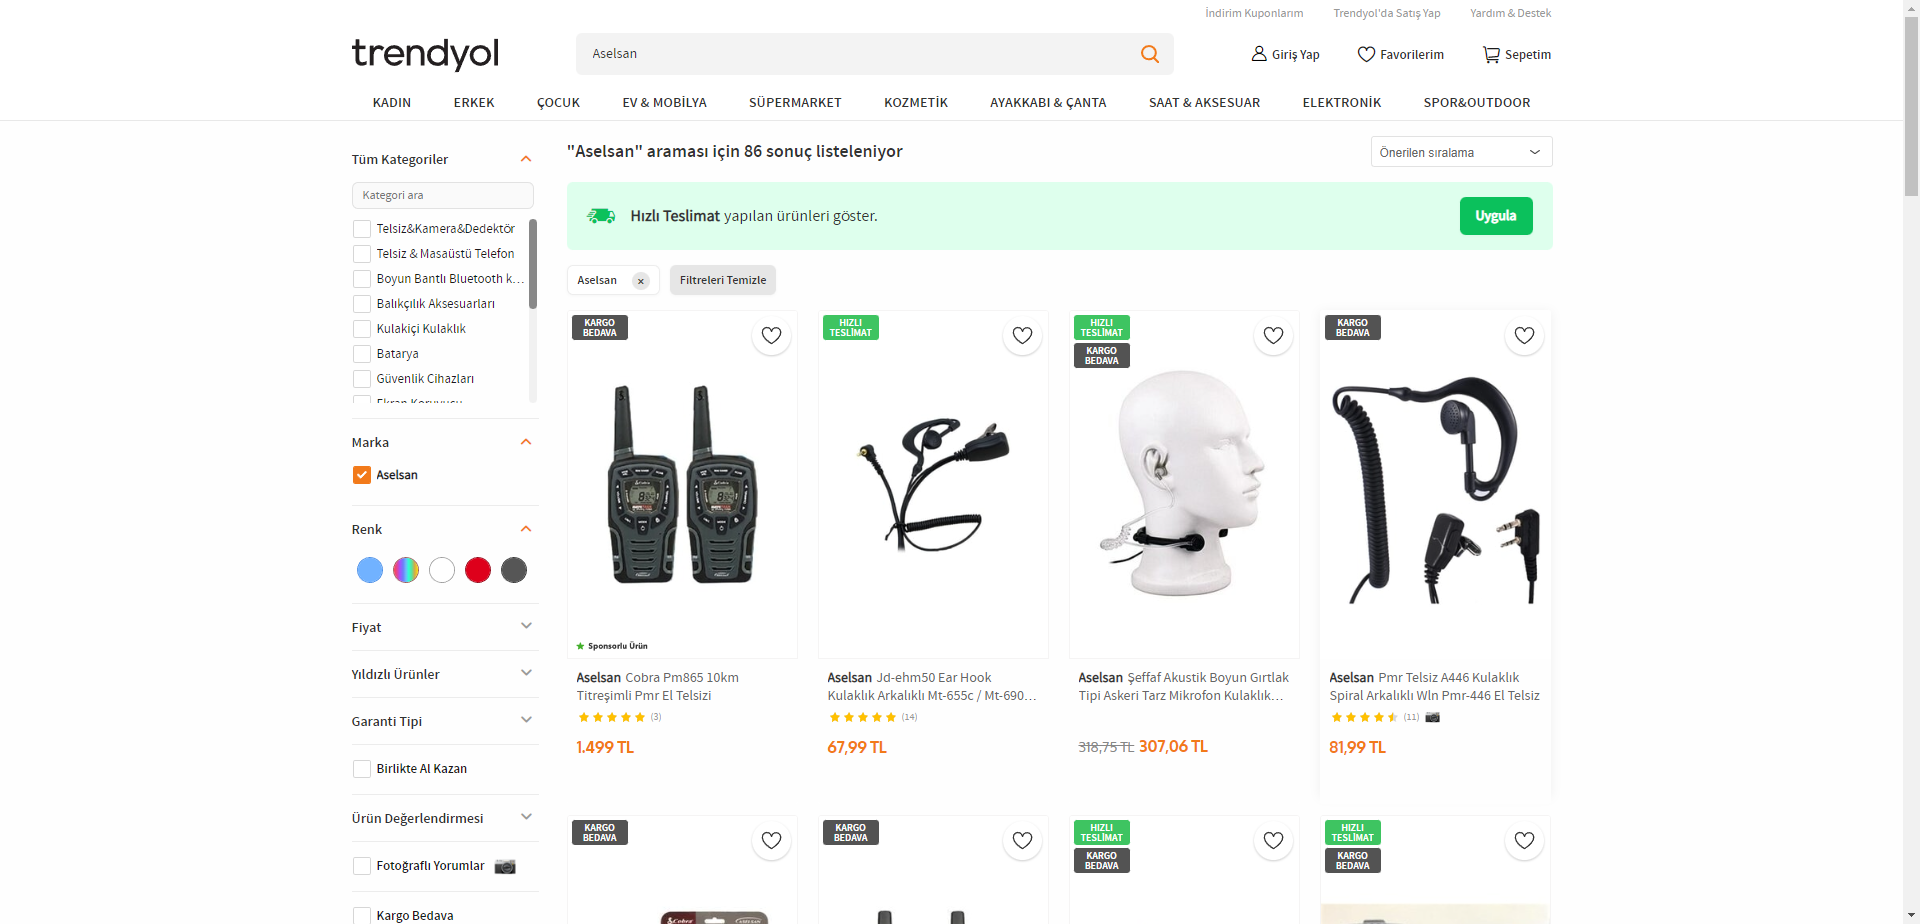 İndirim Kuponlarım
Trendyol'da Satış Yap
Yardım & Destek
trendyol
Aselsan
Giriş Yap
Favorilerim
Sepetim
KADIN
ERKEK
ÇOCUK
EV & MOBİLYA
SÜPERMARKET
KOZMETİK
AYAKKABI & ÇANTA
SAAT & AKSESUAR
ELEKTRONİK
SPOR&OUTDOOR
Tüm Kategoriler
Kategori ara
Telsiz&Kamera&Dedektör
Telsiz & Masaüstü Telefon
Boyun Bantlı Bluetooth k...
Balıkçılık Aksesuarları
Kulakiçi Kulaklık
Batarya
Güvenlik Cihazları
Marka
Aselsan
Renk
Fiyat
Yıldızlı Ürünler
Garanti Tipi
Birlikte Al Kazan
Ürün Değerlendirmesi
Fotoğraflı Yorumlar
Kargo Bedava
"Aselsan" araması için 86 sonuç listeleniyor
Önerilen sıralama
Hızlı Teslimat yapılan ürünleri göster.
Uygula
Aselsan
Filtreleri Temizle
KARGO
BEDAVA
Cobra
Cobra
Sponsorlu Ürün
Aselsan Cobra Pm865 10km
Titreşimli Pmr El Telsizi
(3)
1.499 TL
HIZLI
TESLİMAT
Aselsan Jd-ehm50 Ear Hook
Kulaklık Arkalıklı Mt-655c / Mt-690...
(14)
67,99 TL
HIZLI
TESLİMAT
KARGO
BEDAVA
Aselsan Şeffaf Akustik Boyun Gırtlak
Tipi Askeri Tarz Mikrofon Kulaklık...
318,75 TL 307,06 TL
KARGO
BEDAVA
Aselsan Pmr Telsiz A446 Kulaklık
Spiral Arkalıklı Wln Pmr-446 El Telsiz
(11)
81,99 TL
KARGO
BEDAVA
Cobra
ASELSAN
KARGO
BEDAVA
HIZLI
TESLİMAT
KARGO
BEDAVA
HIZLI
TESLİMAT
KARGO
BEDAVA